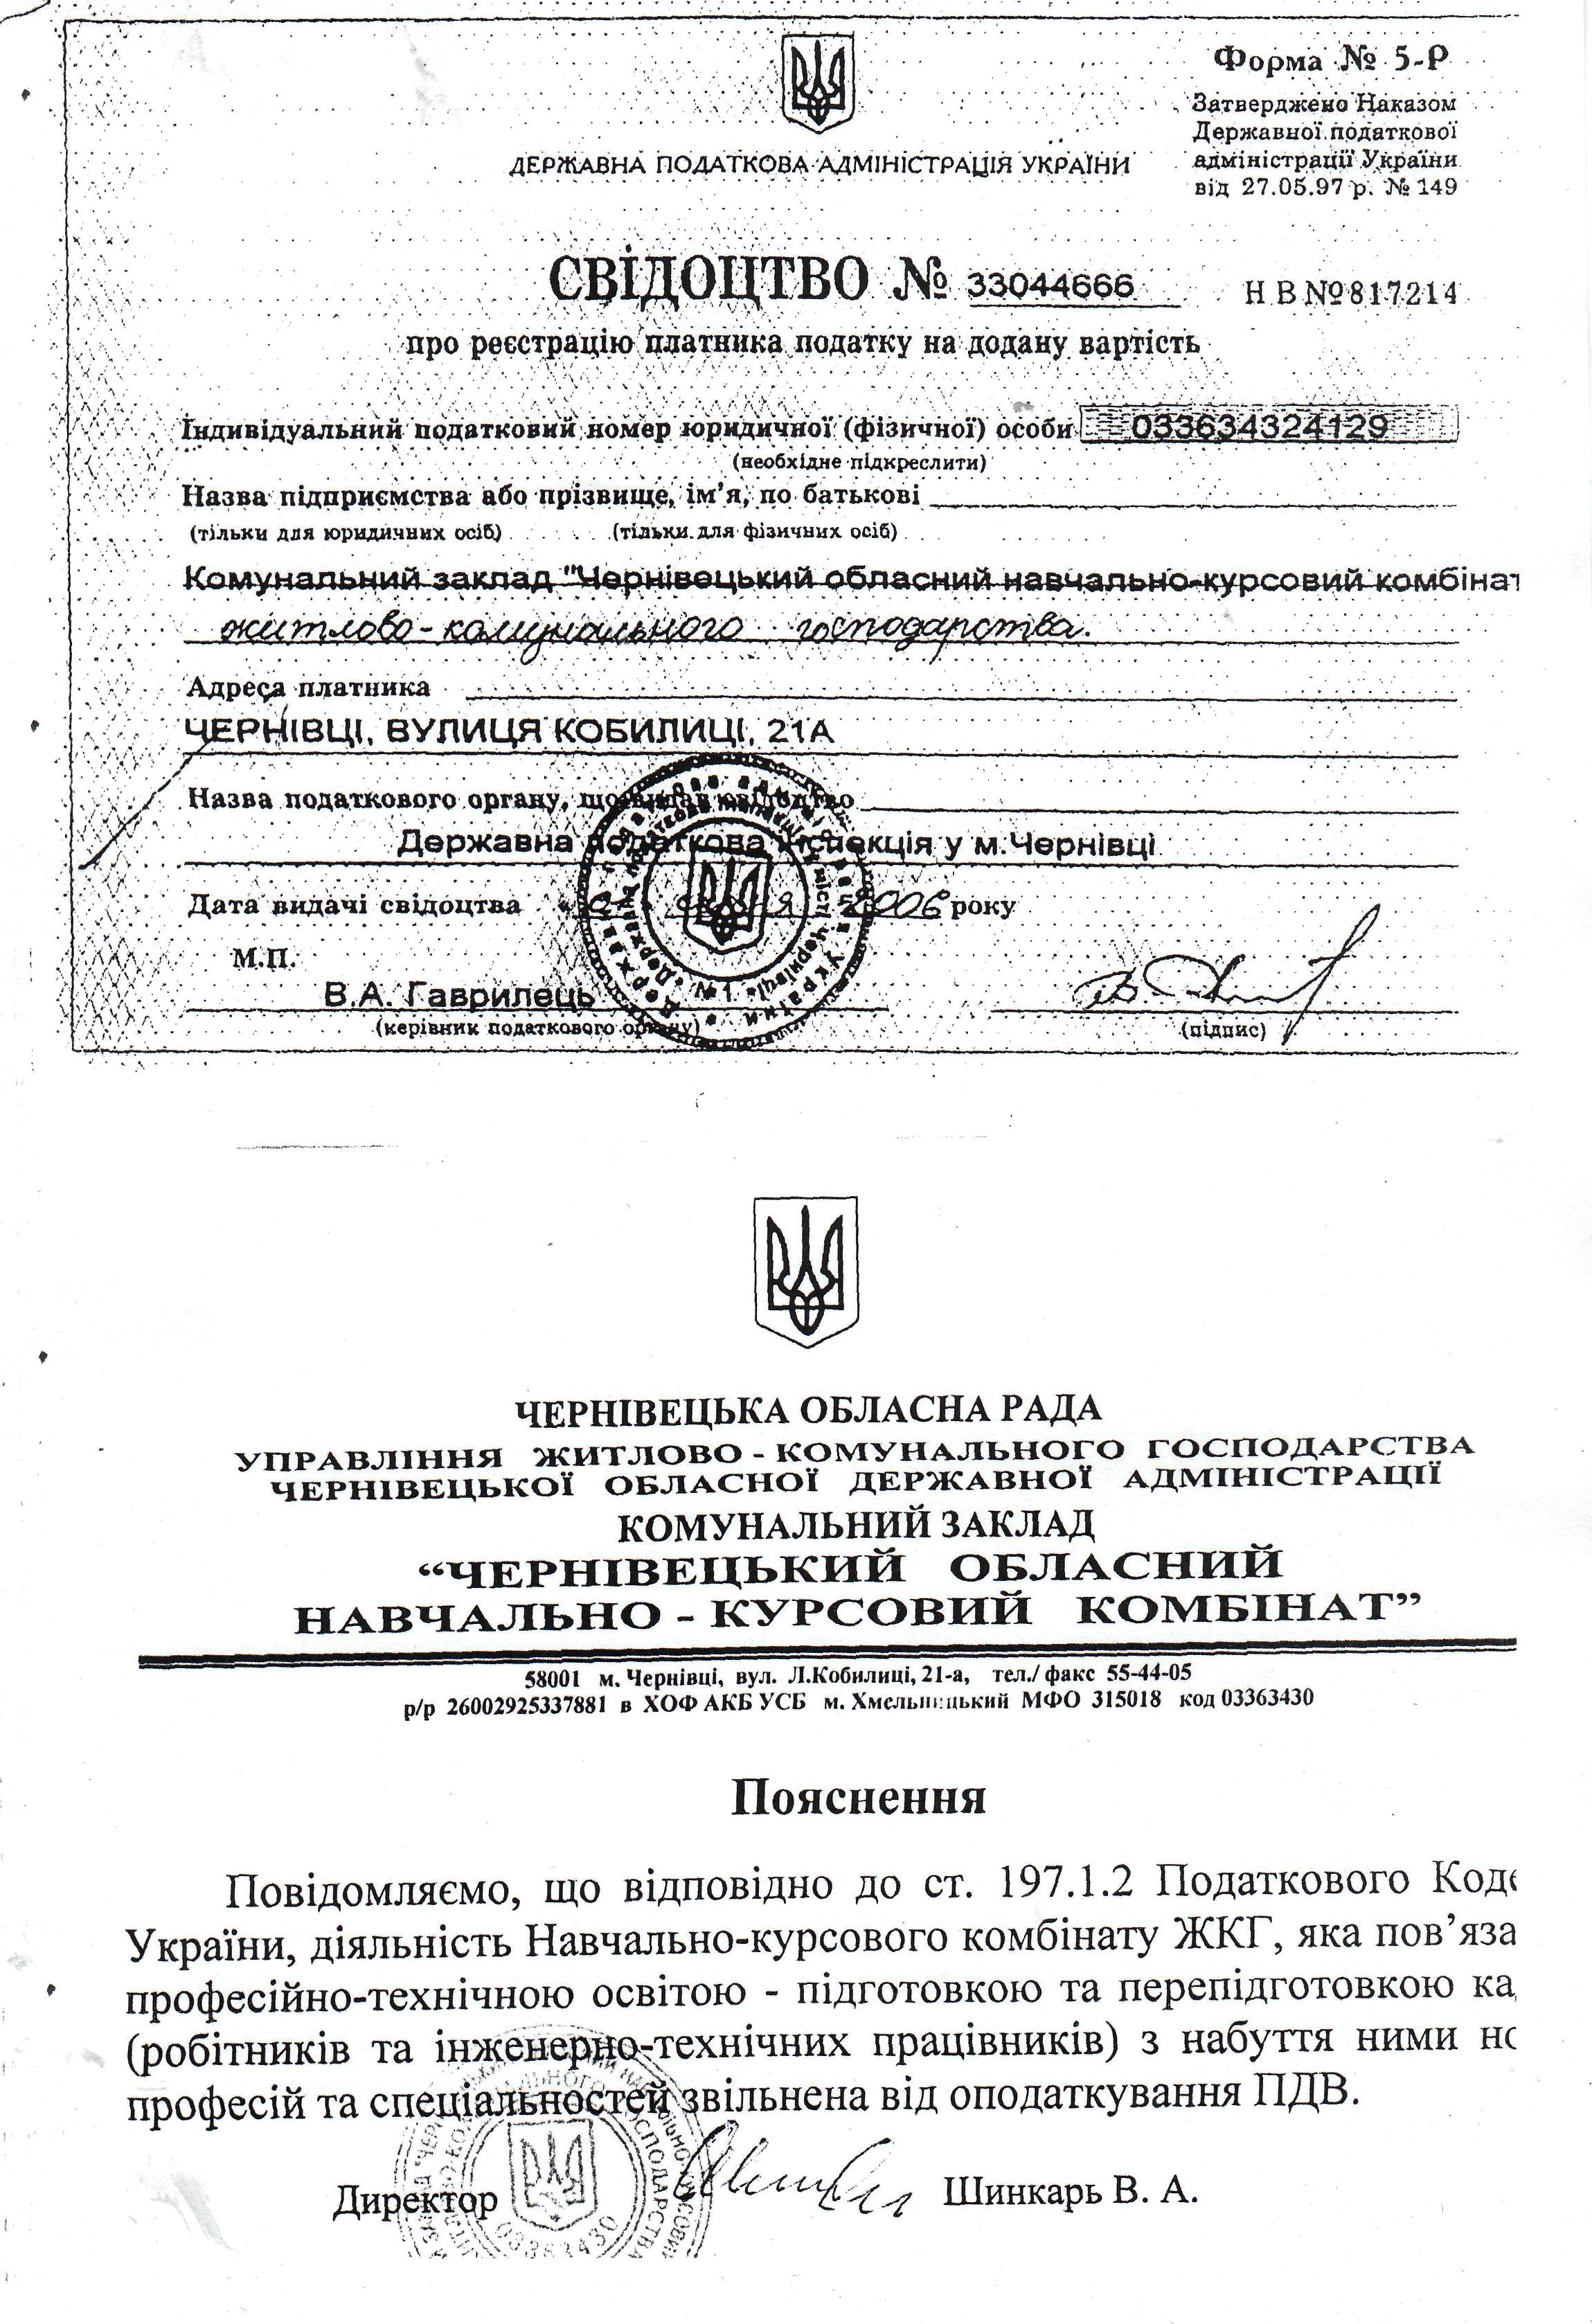 Форма № 5-Р
Затверджено Наказом
Державної податкової
адміністрації України
від 27.05.97 р. № 149
ДЕРЖАВНА ПОДАТКОВА АДМІНІСТРАЦІЯ УКРАЇНИ
СВІДОЦТВО № 33044666 НВ№817214
про реєстрацію платника податку на додану вартість
Індивідуальний податковий номер юридичної (фізичної) особи 033634324129
(необхідне підкреслити)
Назва підприємства або прізвище, ім'я, по батькові
(тільки для юридичних осіб) (тільки для фізичних осіб)
Комунальний заклад "Чернівецький обласний навчально-курсовий комбінат
житлово-комунального господарства.
Адреса платника
ЧЕРНІВЦІ, ВУЛИЦЯ КОБИЛИЦІ, 21А
Назва податкового органу, що видав свідоцтво
Державна податкова інспекція у м.Чернівці
Дата видачі свідоцтва 2006 року
М.П.
В.А. Гаврилець
(керівник податкового органу) (підпис)
ЧЕРНІВЕЦЬКА ОБЛАСНА РАДА
УПРАВЛІННЯ ЖИТЛОВО - КОМУНАЛЬНОГО ГОСПОДАРСТВА
ЧЕРНІВЕЦЬКОЇ ОБЛАСНОЇ ДЕРЖАВНОЇ АДМІНІСТРАЦІЇ
КОМУНАЛЬНИЙ ЗАКЛАД
“ЧЕРНІВЕЦЬКИЙ ОБЛАСНИЙ
НАВЧАЛЬНО - КУРСОВИЙ КОМБІНАТ”
58001 м. Чернівці, вул. Л.Кобилиці, 21-а, тел./ факс 55-44-05
р/р 26002925337881 в ХОФ АКБ УСБ м. Хмельницький МФО 315018 код 03363430
Пояснення
Повідомляємо, що відповідно до ст. 197.1.2 Податкового Коде
України, діяльність Навчально-курсового комбінату ЖКГ, яка пов’яза
професійно-технічною освітою - підготовкою та перепідготовкою ка
(робітників та інженерно-технічних працівників) з набуття ними но
професій та спеціальностей звільнена від оподаткування ПДВ.
Директор Шинкарь В. А.
03363430